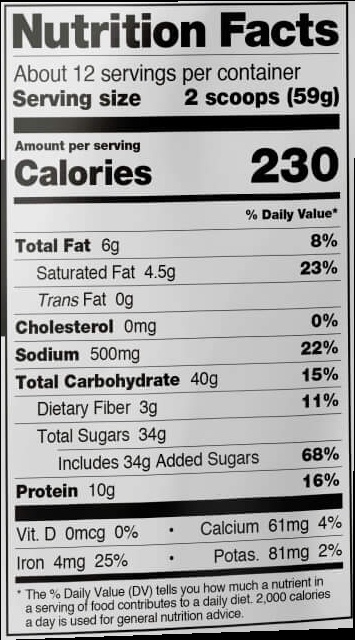 Nutrition Facts
About 12 servings per container
Serving size 2 scoops (59g)
Amount per serving
Calories 230
% Daily Value*
Total Fat 6g 8%
Saturated Fat 4.5g 23%
Trans Fat 0g
Cholesterol 0mg 0%
Sodium 500mg 22%
Total Carbohydrate 40g 15%
Dietary Fiber 3g 11%
Total Sugars 34g
Includes 34g Added Sugars 68%
Protein 10g 16%
Vit. D 0mcg 0% • Calcium 61mg 4%
Iron 4mg 25% • Potas. 81mg 2%
* The % Daily Value (DV) tells you how much a nutrient in
a serving of food contributes to a daily diet. 2,000 calories
a day is used for general nutrition advice.